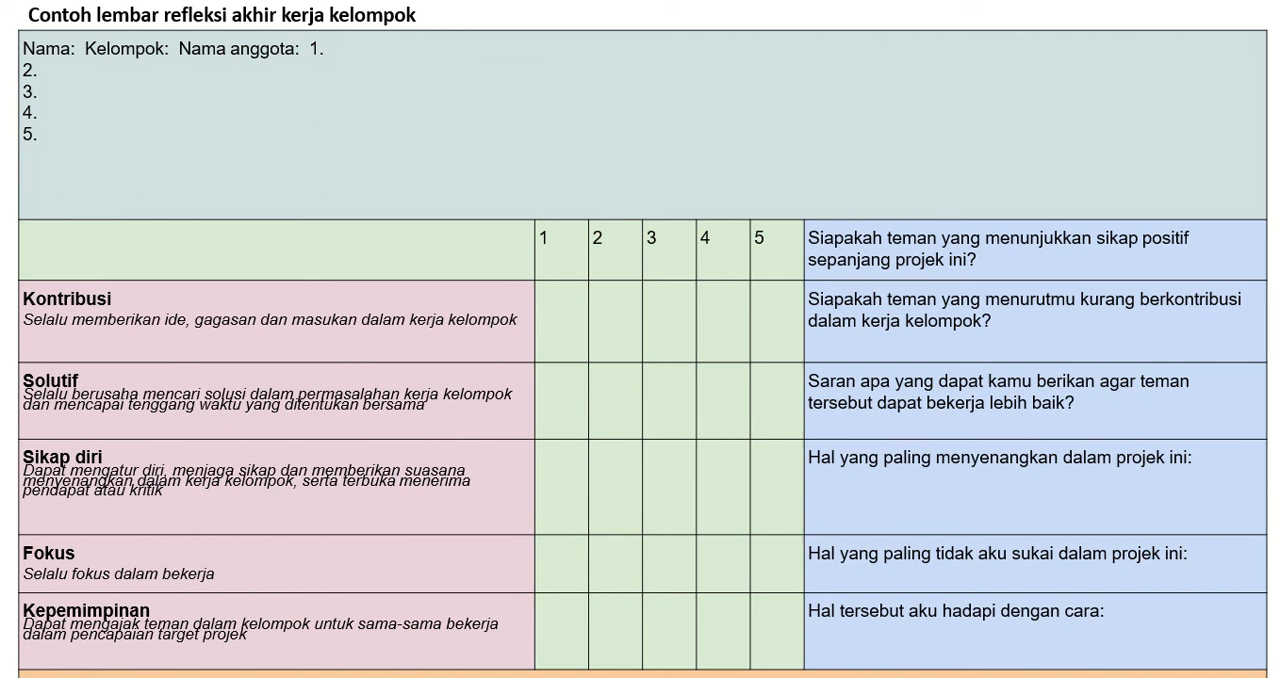 Contoh lembar refleksi akhir kerja kelompok
Nama: Kelompok: Nama anggota: 1.
2.
3.
4.
5.
1 2 3 4 5
Siapakah teman yang menunjukkan sikap positif
sepanjang projek ini?
Kontribusi
Selalu memberikan ide, gagasan dan masukan dalam kerja kelompok
Siapakah teman yang menurutmu kurang berkontribusi
dalam kerja kelompok?
Solutif
Selalu berusaha mencari solusi dalam permasalahan kerja kelompok
dan mencapai tenggang waktu yang ditentukan bersama
Saran apa yang dapat kamu berikan agar teman
tersebut dapat bekerja lebih baik?
Sikap diri
Dapat mengatur diri, menjaga sikap dan memberikan suasana
menyenangkan dalam kerja kelompok, serta terbuka menerima
pendapat atau kritik
Hal yang paling menyenangkan dalam projek ini:
Fokus
Selalu fokus dalam bekerja
Hal yang paling tidak aku sukai dalam projek ini:
Kepemimpinan
Dapat mengajak teman dalam kelompok untuk sama-sama bekerja
dalam pencapaian target projek
Hal tersebut aku hadapi dengan cara: